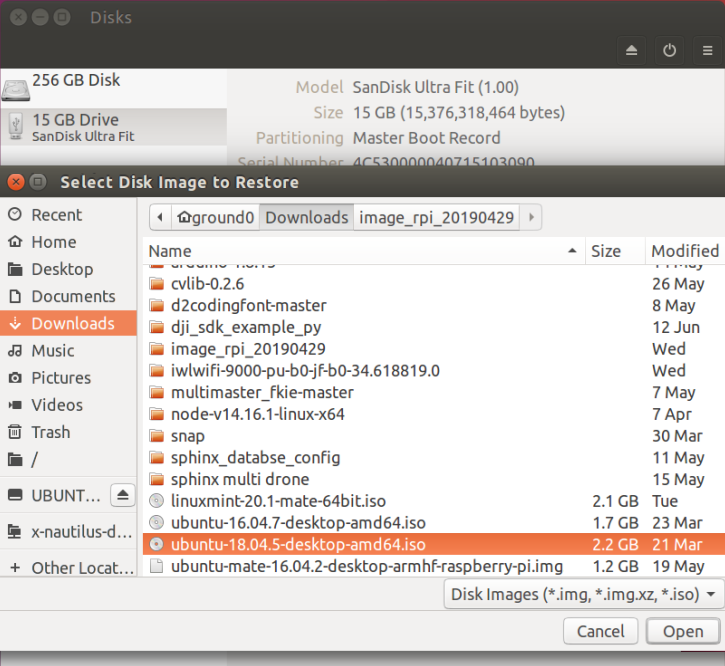 Disks
256 GB Disk
15 GB Drive
SanDisk Ultra Fit
Model SanDisk Ultra Fit (1.00)
Size 15 GB (15,376,318,464 bytes)
Partitioning Master Boot Record
Serial Number 4C530000040715103090
Select Disk Image to Restore
Recent
Home
Desktop
Documents
Downloads
Music
Pictures
Videos
Trash
/
UBUNT...
x-nautilus-d...
+ Other Locat...
ground0 Downloads image_rpi_20190429
Name Size Modified
cvlib-0.2.6 26 May
d2codingfont-master 8 May
dji_sdk_example_py 12 Jun
image_rpi_20190429 Wed
iwlwifi-9000-pu-b0-jf-b0-34.618819.0 Wed
multimaster_fkie-master 7 May
node-v14.16.1-linux-x64 7 Apr
snap 30 Mar
sphinx_databse_config 11 May
sphinx multi drone 15 May
linuxmint-20.1-mate-64bit.iso 2.1 GB Tue
ubuntu-16.04.7-desktop-amd64.iso 1.7 GB 23 Mar
ubuntu-18.04.5-desktop-amd64.iso 2.2 GB 21 Mar
ubuntu-mate-16.04.2-desktop-armhf-raspberry-pi.img 1.2 GB 19 May
Disk Images (*.img, *.img.xz, *.iso)
Cancel Open